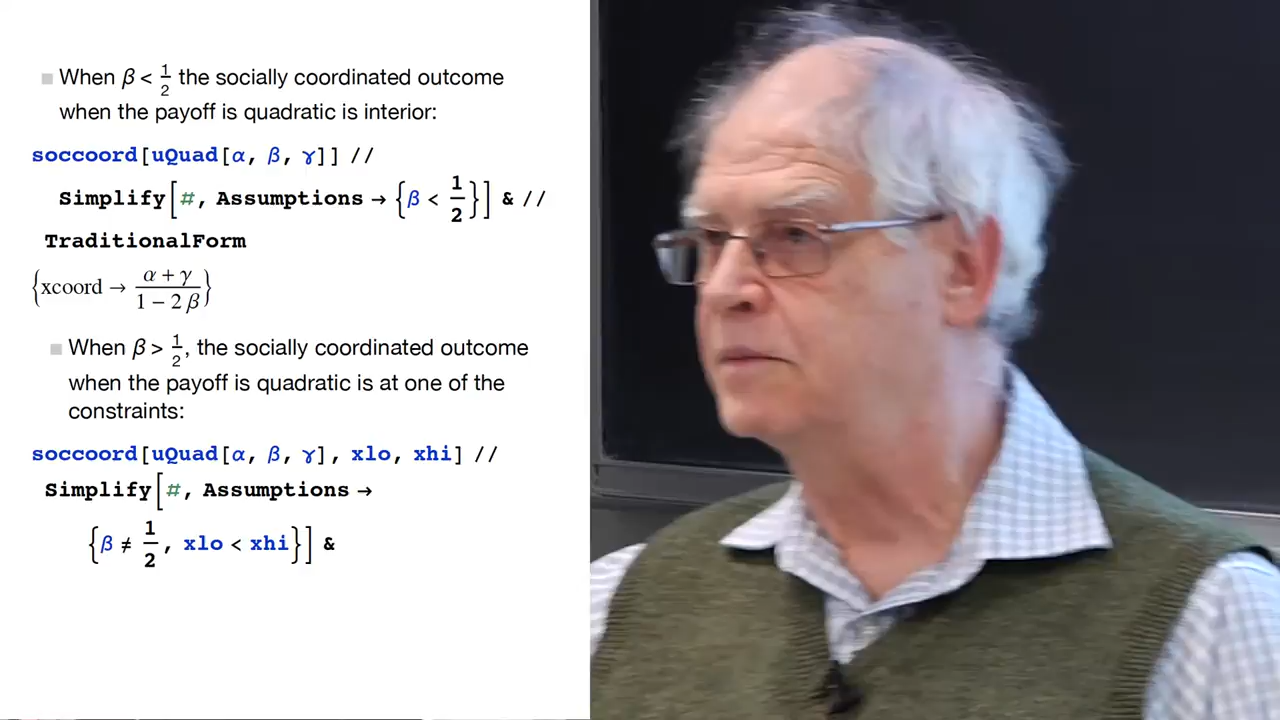 When β < 1/2 the socially coordinated outcome
when the payoff is quadratic is interior:
soccoord[uQuad[α, β, γ]] //
Simplify[#, Assumptions → {β < 1/2}] & //
TraditionalForm
{xcoord → (α + γ)/(1 − 2 β)}
When β > 1/2, the socially coordinated outcome
when the payoff is quadratic is at one of the
constraints:
soccoord[uQuad[α, β, γ], xlo, xhi] //
Simplify[#, Assumptions →
{β ≠ 1/2, xlo < xhi}] &